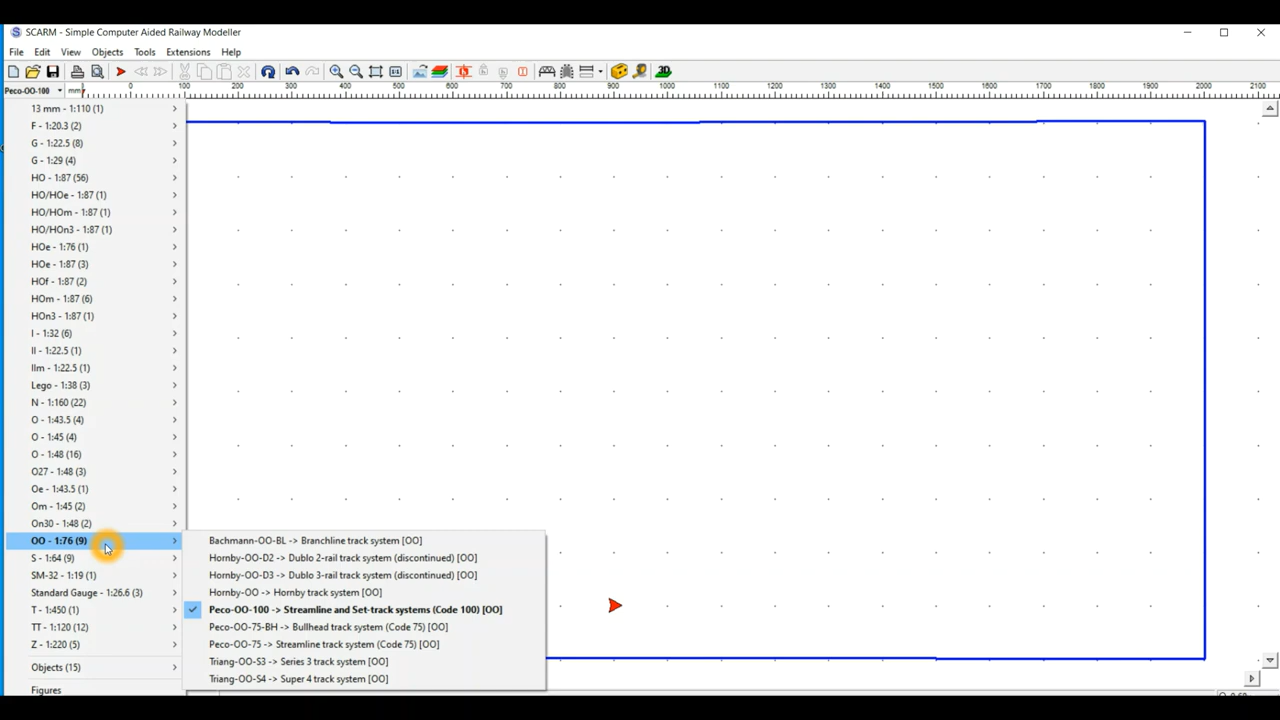 SCARM - Simple Computer Aided Railway Modeller
File Edit View Objects Tools Extensions Help
Peco-OO-100 mm 0 100 200 300 400 500 600 700 800 900 1000 1100 1200 1300 1400 1500 1600 1700 1800 1900 2000 2100
13 mm - 1:110 (1)
F - 1:20.3 (2)
G - 1:22.5 (8)
G - 1:29 (4)
HO - 1:87 (56)
HO/HOe - 1:87 (1)
HO/HOm - 1:87 (1)
HO/HOn3 - 1:87 (1)
HOe - 1:76 (1)
HOe - 1:87 (3)
HOf - 1:87 (2)
HOm - 1:87 (6)
HOn3 - 1:87 (1)
I - 1:32 (6)
II - 1:22.5 (1)
IIm - 1:22.5 (1)
Lego - 1:38 (3)
N - 1:160 (22)
O - 1:43.5 (4)
O - 1:45 (4)
O - 1:48 (16)
O27 - 1:48 (3)
Oe - 1:43.5 (1)
Om - 1:45 (2)
On30 - 1:48 (2)
OO - 1:76 (9)
S - 1:64 (9)
SM-32 - 1:19 (1)
Standard Gauge - 1:26.6 (3)
T - 1:450 (1)
TT - 1:120 (12)
Z - 1:220 (5)
Objects (15)
Figures
Bachmann-OO-BL -> Branchline track system [OO]
Hornby-OO-D2 -> Dublo 2-rail track system (discontinued) [OO]
Hornby-OO-D3 -> Dublo 3-rail track system (discontinued) [OO]
Hornby-OO -> Hornby track system [OO]
Peco-OO-100 -> Streamline and Set-track systems (Code 100) [OO]
Peco-OO-75-BH -> Bullhead track system (Code 75) [OO]
Peco-OO-75 -> Streamline track system (Code 75) [OO]
Triang-OO-S3 -> Series 3 track system [OO]
Triang-OO-S4 -> Super 4 track system [OO]